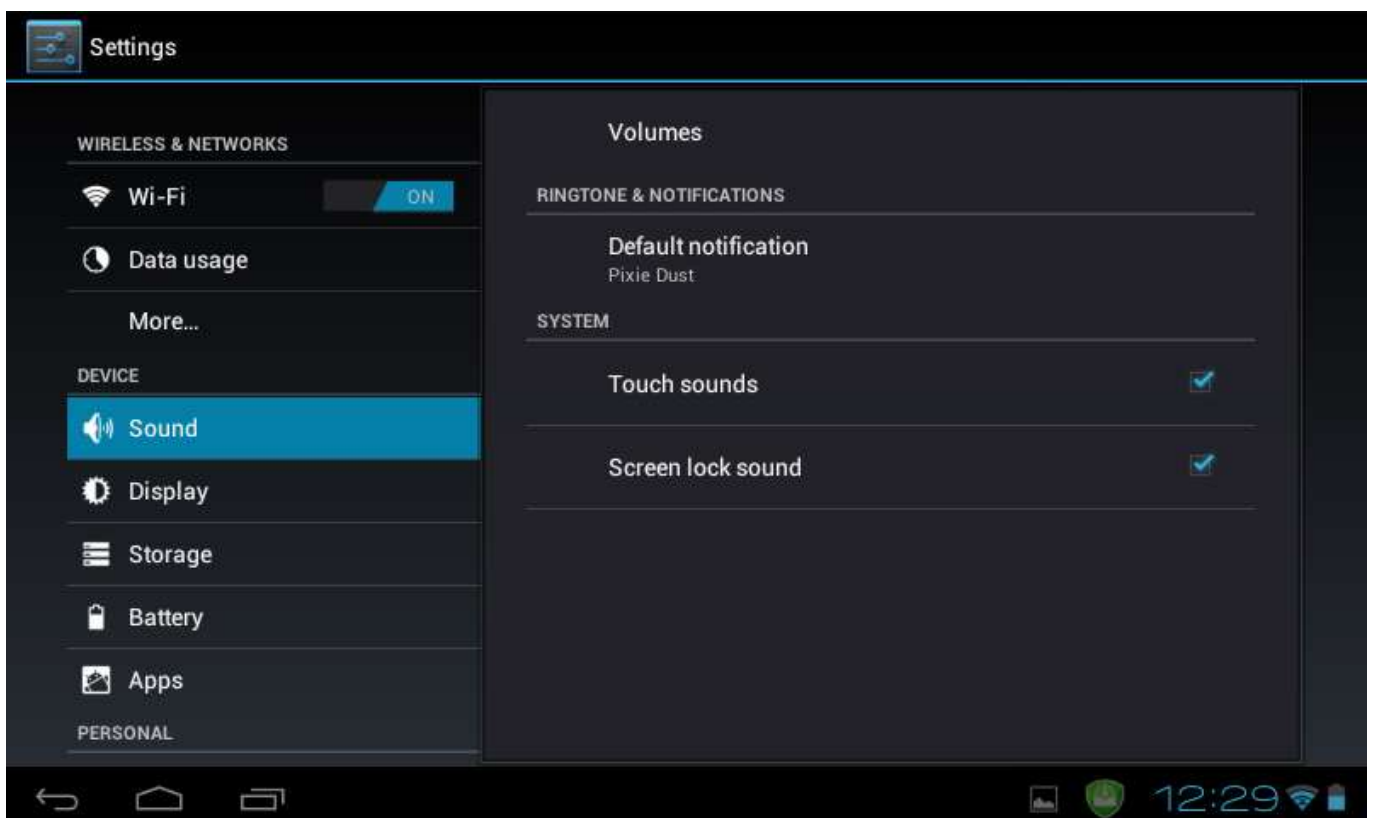 Settings
WIRELESS & NETWORKS
Wi-Fi
ON
Data usage
More...
DEVICE
Sound
Display
Storage
Battery
Apps
PERSONAL
Volumes
RINGTONE & NOTIFICATIONS
Default notification
Pixie Dust
SYSTEM
Touch sounds
Screen lock sound
12:29